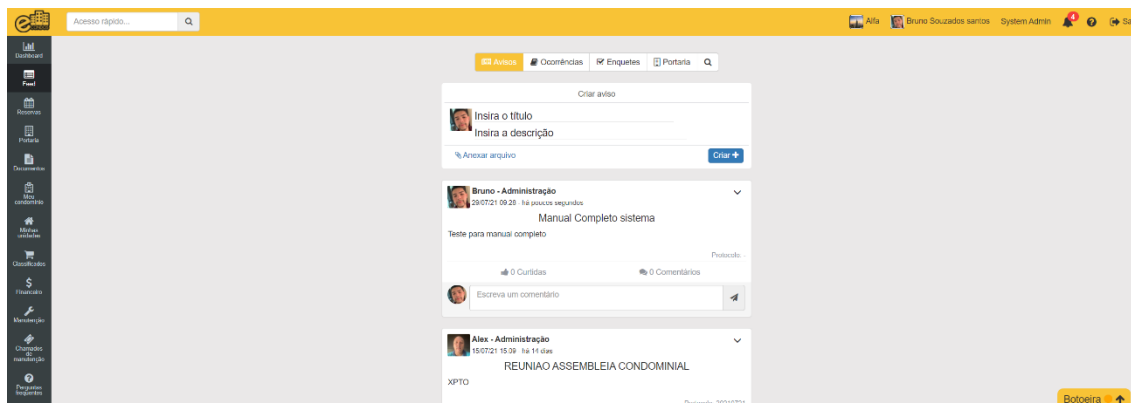 Acesso rápido...
Alfa
Bruno Souzados santos
System Admin
4
Sa
Dashboard
Feed
Reservas
Portaria
Documentos
Meu
condomínio
Minhas
unidades
Classificados
Financeiro
Manutenção
Chamados
de
manutenção
Perguntas
frequentes
Avisos
Ocorrências
Enquetes
Portaria
Criar aviso
Insira o título
Insira a descrição
Anexar arquivo
Criar
Bruno - Administração
29/07/21 09:28 - há poucos segundos
Manual Completo sistema
Teste para manual completo
Protocolo:
0 Curtidas
0 Comentários
Escreva um comentário
Alex - Administração
15/07/21 15:09 - há 14 dias
REUNIAO ASSEMBLEIA CONDOMINIAL
XPTO
Botoeira